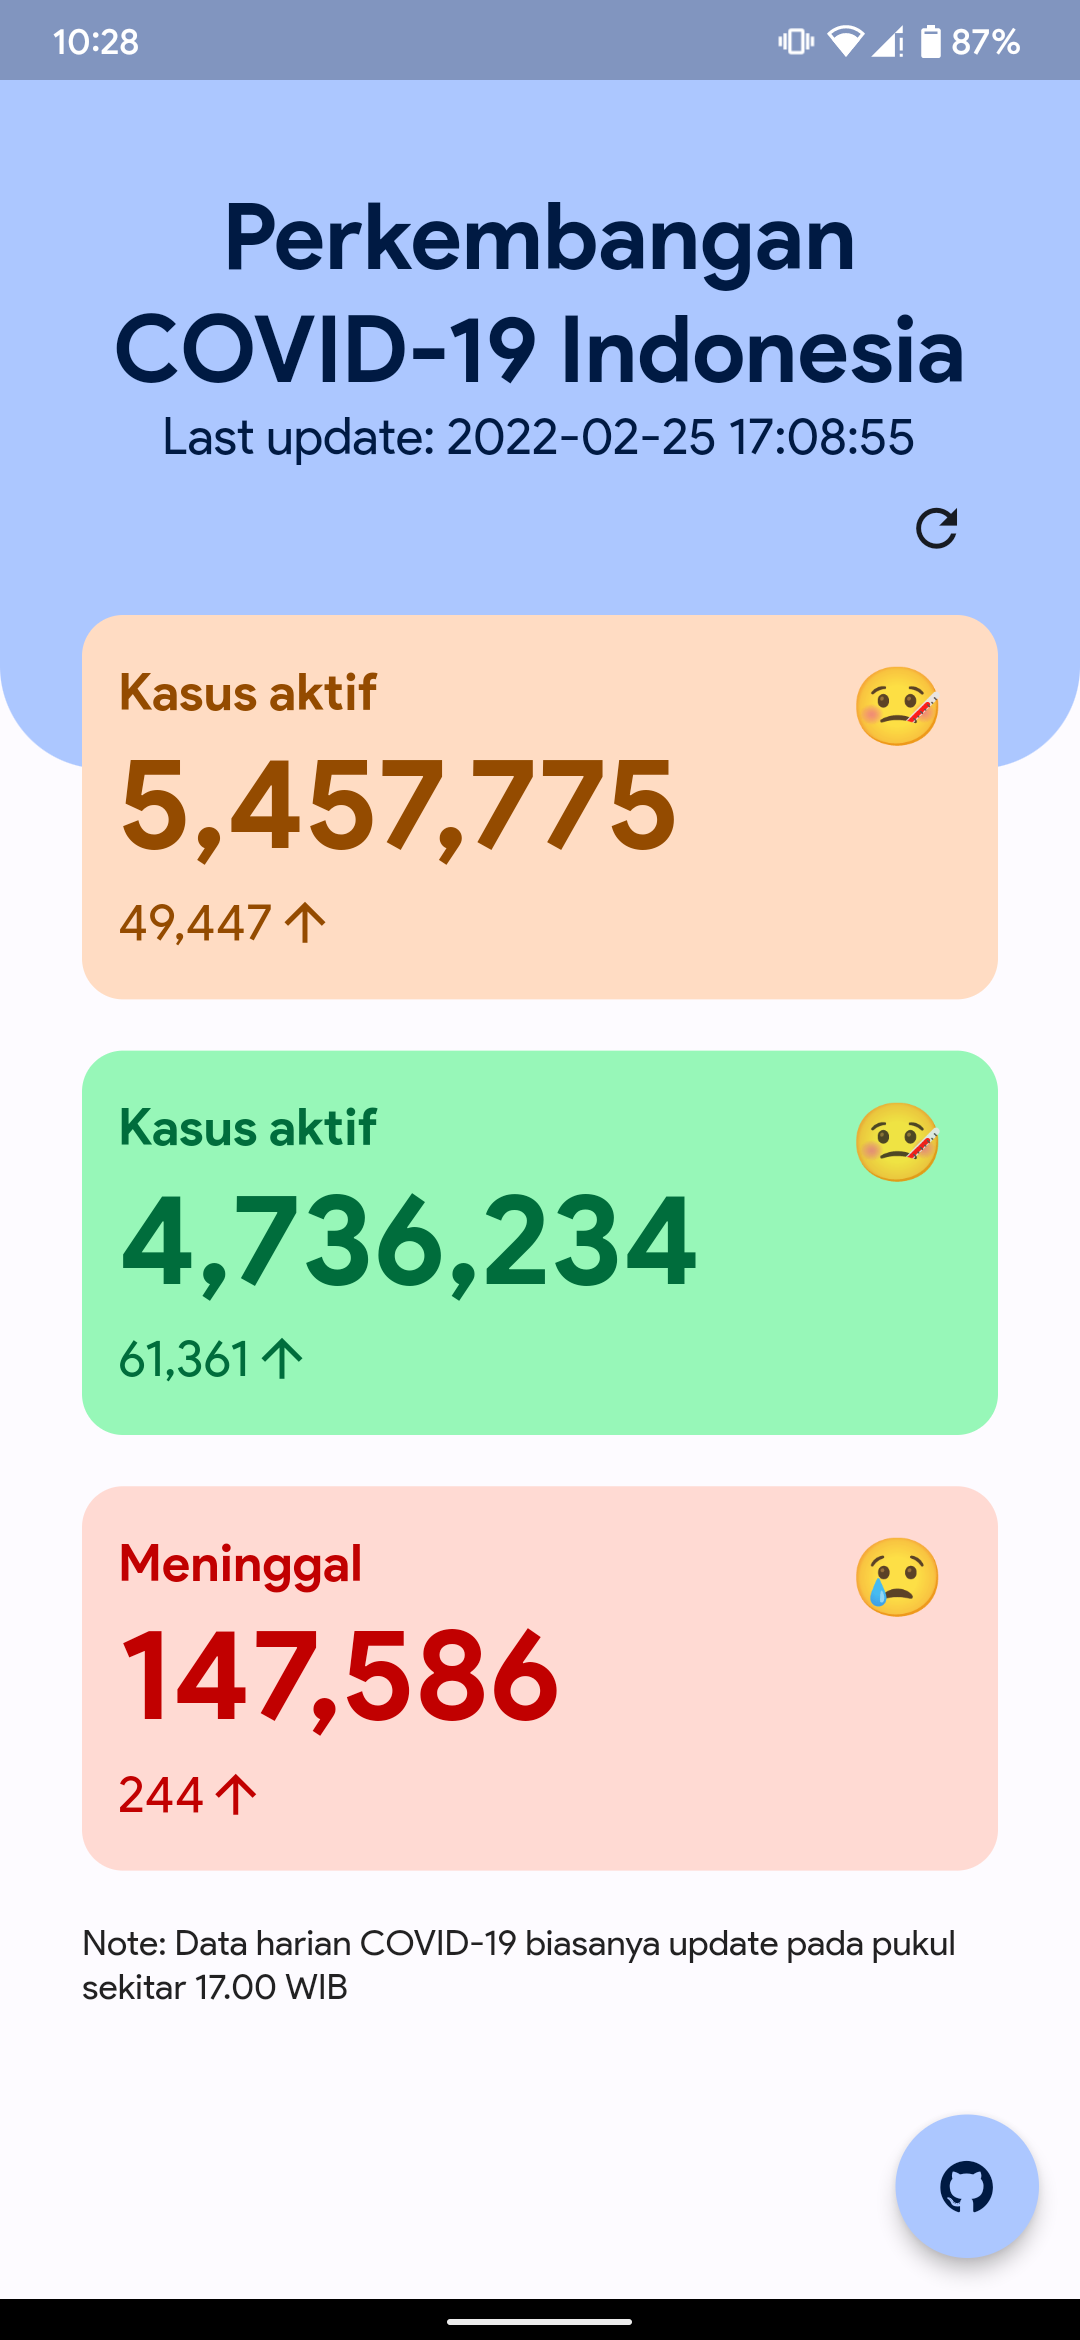 10:28
87%
Perkembangan
COVID-19 Indonesia
Last update: 2022-02-25 17:08:55
Kasus aktif
5,457,775
49,447 ↑
Kasus aktif
4,736,234
61,361 ↑
Meninggal
147,586
244 ↑
Note: Data harian COVID-19 biasanya update pada pukul
sekitar 17.00 WIB